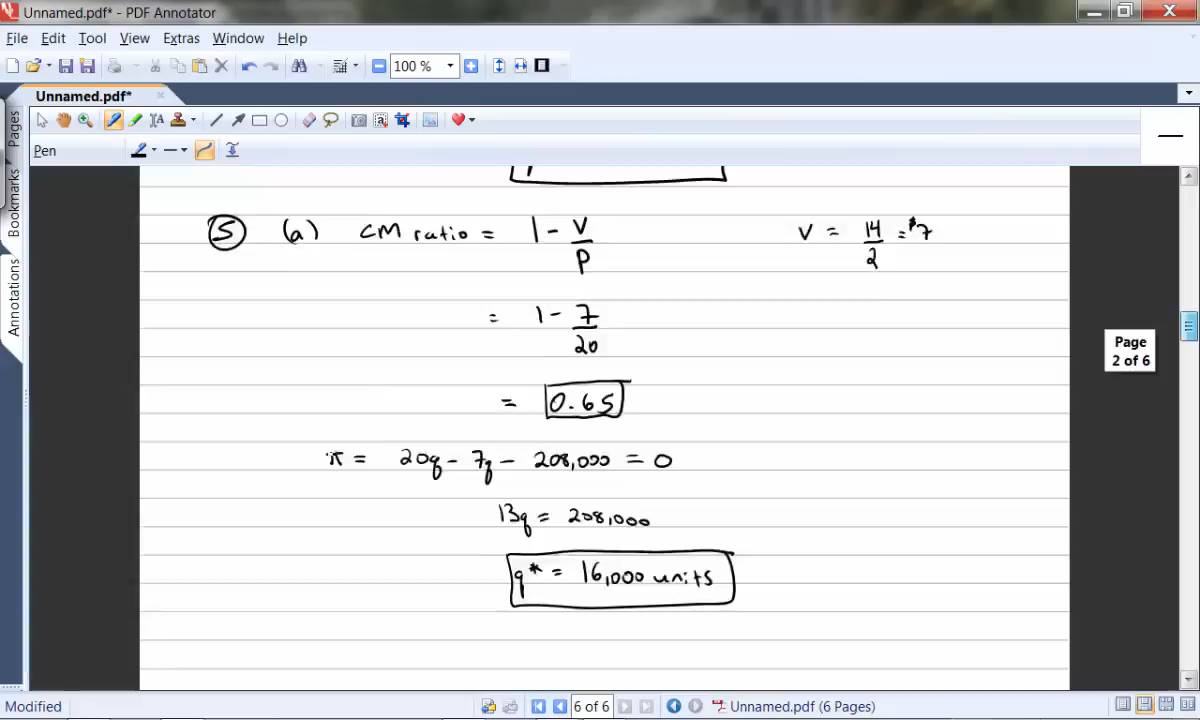 Unnamed.pdf* - PDF Annotator
File Edit Tool View Extras Window Help
100 %
Unnamed.pdf*
Pen
Pages
Bookmarks
Annotations
5 (a) CM ratio = 1 - V/P
V = 14/2 = $7
= 1 - 7/20
= 0.65
π = 20q - 7q - 208,000 = 0
13q = 208,000
q* = 16,000 units
Page
2 of 6
Modified
6 of 6
Unnamed.pdf (6 Pages)